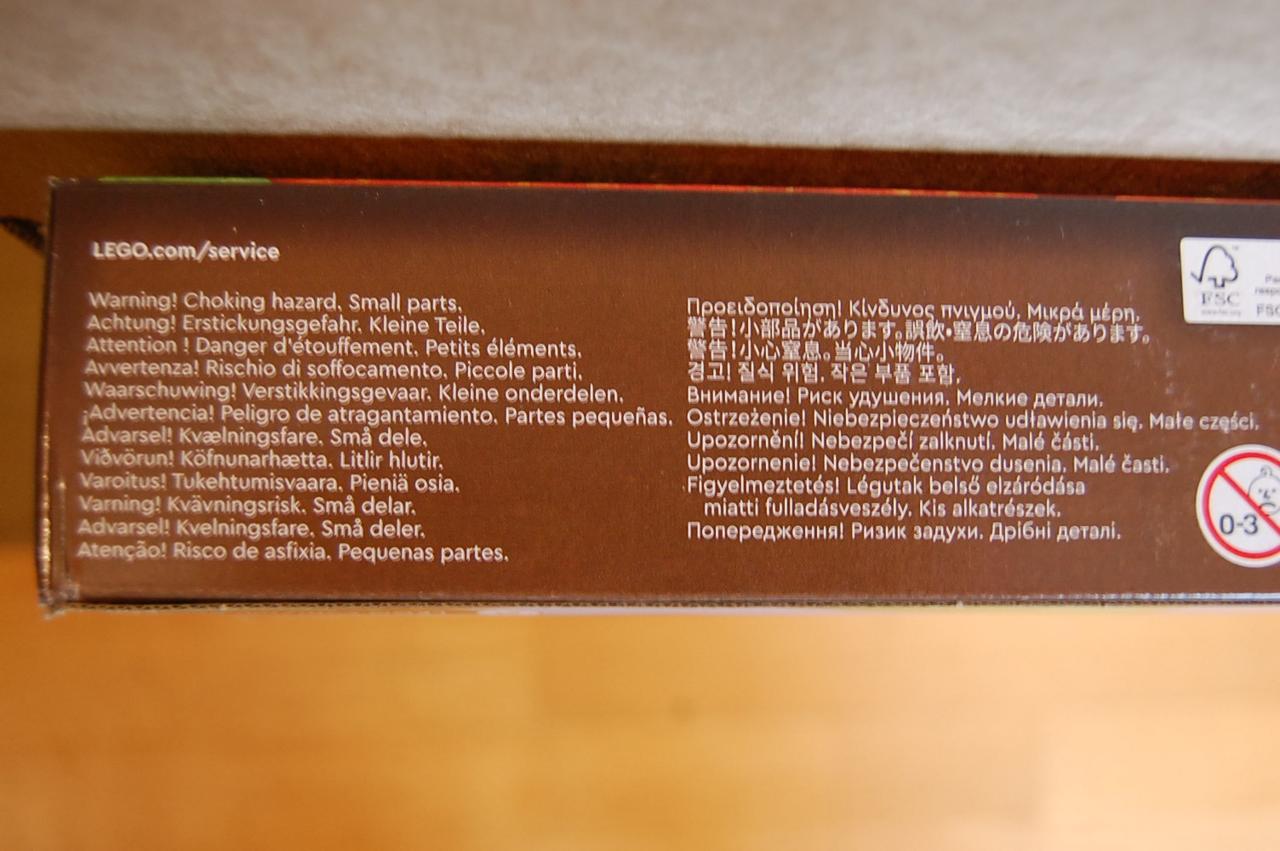 LEGO.com/service
Warning! Choking hazard. Small parts.
Achtung! Erstickungsgefahr. Kleine Teile.
Attention ! Danger d'étouffement. Petits éléments.
Avvertenza! Rischio di soffocamento. Piccole parti.
Waarschuwing! Verstikkingsgevaar. Kleine onderdelen.
¡Advertencia! Peligro de atragantamiento. Partes pequeñas.
Advarsel! Kvælningsfare. Små dele.
Viðvörun! Köfnunarhætta. Litlir hlutir.
Varoitus! Tukehtumisvaara. Pieniä osia.
Varning! Kvävningsrisk. Små delar.
Advarsel! Kvelningsfare. Små deler.
Atenção! Risco de asfixia. Pequenas partes.
Προειδοποίηση! Κίνδυνος πνιγμού. Μικρά μέρη.
警告!小部品があります。誤飲•窒息の危険があります。
警告!小心窒息。当心小物件。
경고! 질식 위험. 작은 부품 포함.
Внимание! Риск удушения. Мелкие детали.
Ostrzeżenie! Niebezpieczeństwo udławienia się. Małe części.
Upozornění! Nebezpečí zalknutí. Malé části.
Upozornenie! Nebezpečenstvo dusenia. Malé časti.
Figyelmeztetés! Légutak belső elzáródása
miatti fulladásveszély. Kis alkatrészek.
Попередження! Ризик задухи. Дрібні деталі.
FSC
FSC
0-3